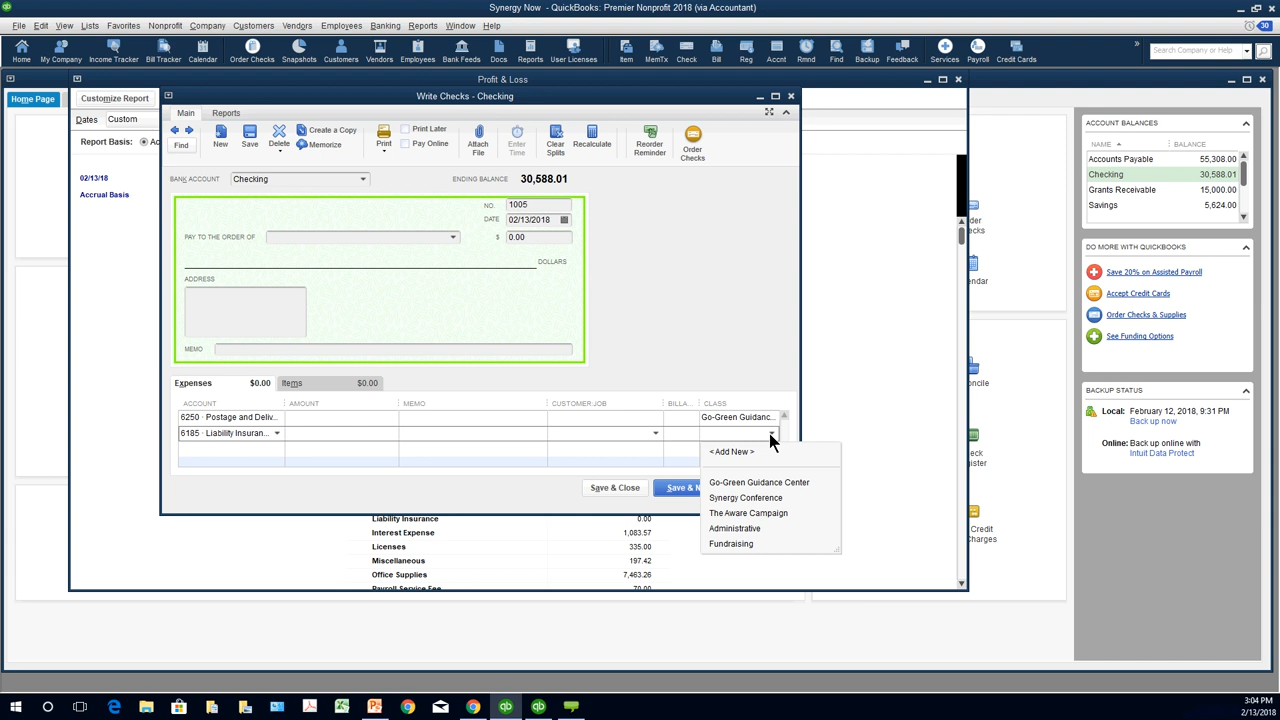 Synergy Now - QuickBooks: Premier Nonprofit 2018 (via Accountant)
File Edit View Lists Favorites Nonprofit Company Customers Vendors Employees Banking Reports Window Help
30
Home My Company Income Tracker Bill Tracker Calendar Order Checks Snapshots Customers Vendors Employees Bank Feeds Docs Reports User Licenses Item MemTx Check Bill Reg Accnt Rmnd Find Backup Feedback Services Payroll Credit Cards
Search Company or Help
Profit & Loss
Home Page
Customize Report
Dates Custom
Report Basis:
02/13/18
Accrual Basis
Write Checks - Checking
Main Reports
Find
New
Save
Delete
Create a Copy
Memorize
Print
Print Later
Pay Online
Attach File
Enter Time
Clear Splits
Recalculate
Reorder Reminder
Order Checks
BANK ACCOUNT Checking ENDING BALANCE 30,588.01
NO. 1005
DATE 02/13/2018
PAY TO THE ORDER OF $ 0.00
DOLLARS
ADDRESS
MEMO
Expenses $0.00 Items $0.00
ACCOUNT AMOUNT MEMO CUSTOMER:JOB BILLA... CLASS
6250 · Postage and Deliv... Go-Green Guidanc...
6185 · Liability Insuran...
< Add New >
Go-Green Guidance Center
Synergy Conference
The Aware Campaign
Administrative
Fundraising
Save & Close Save & N
Liability Insurance 0.00
Interest Expense 1,083.57
Licenses 335.00
Miscellaneous 197.42
Office Supplies 7,463.26
Payroll Service Fee 70.00
ACCOUNT BALANCES
NAME BALANCE
Accounts Payable 55,308.00
Checking 30,588.01
Grants Receivable 15,000.00
Savings 5,624.00
DO MORE WITH QUICKBOOKS
Save 20% on Assisted Payroll
Accept Credit Cards
Order Checks & Supplies
See Funding Options
BACKUP STATUS
Local: February 12, 2018, 9:31 PM
Back up now
Online: Back up online with
Intuit Data Protect
3:04 PM
2/13/2018